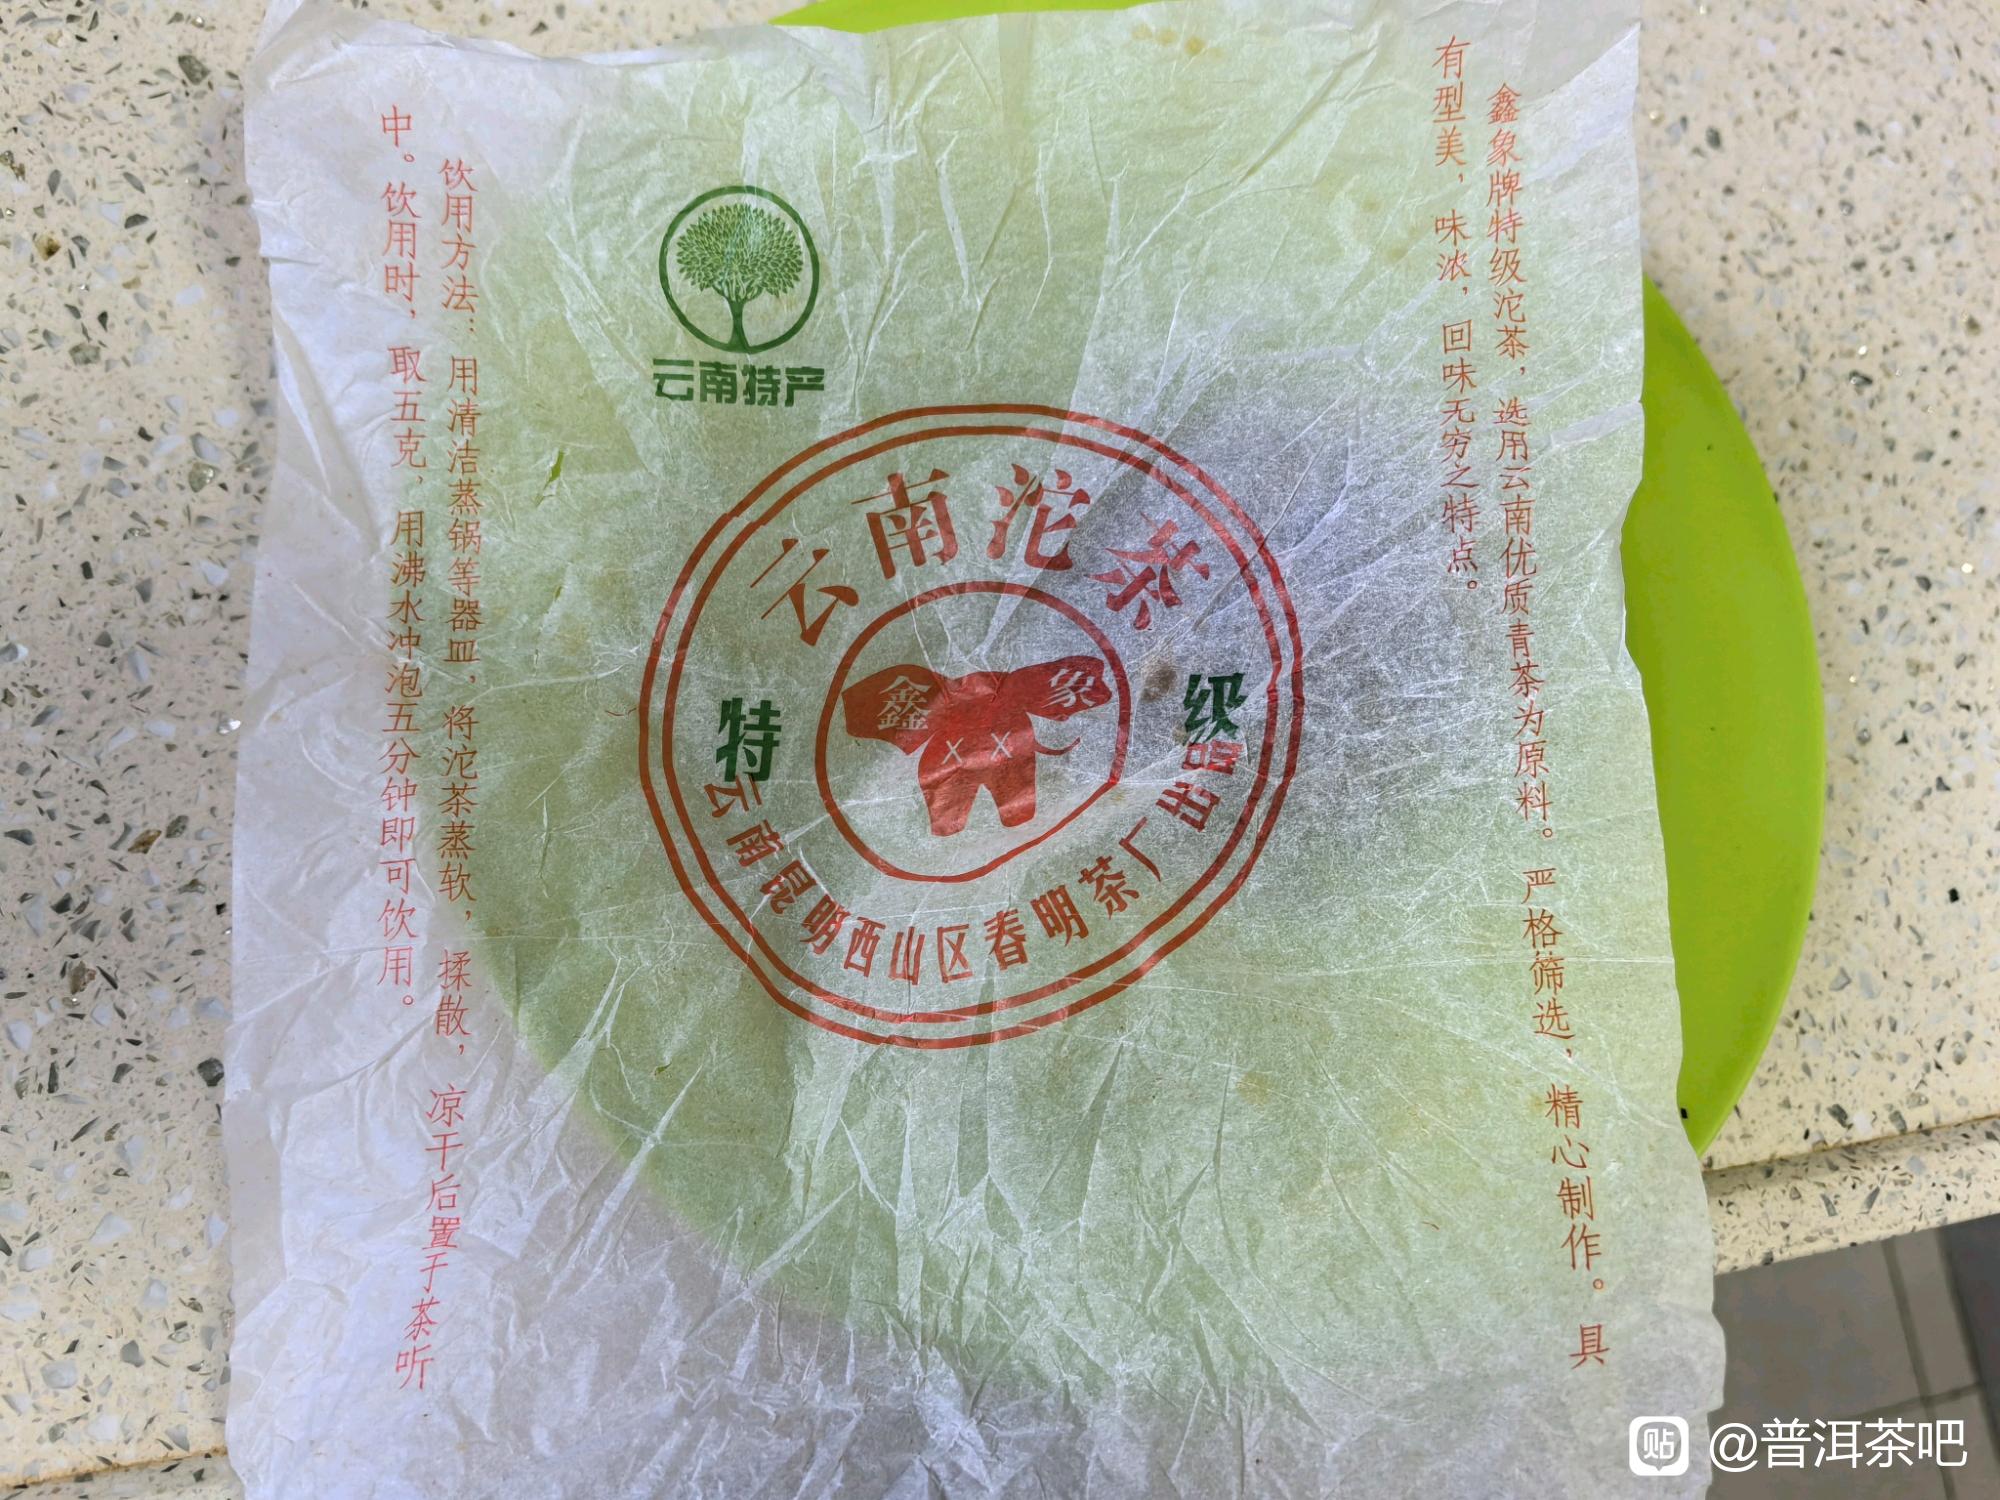 鑫象牌特级沱茶，选用云南优质青茶为原料。严格筛选，精心制作。具
有型美，味浓，回味无穷之特点。
云南特产
云南沱茶
特级
鑫象
云南昆明西山区春明茶厂出品
饮用方法：用清洁蒸锅等器皿，将沱茶蒸软，揉散，凉干后置于茶听
中。饮用时，取五克，用沸水冲泡五分钟即可饮用。
贴 @普洱茶吧